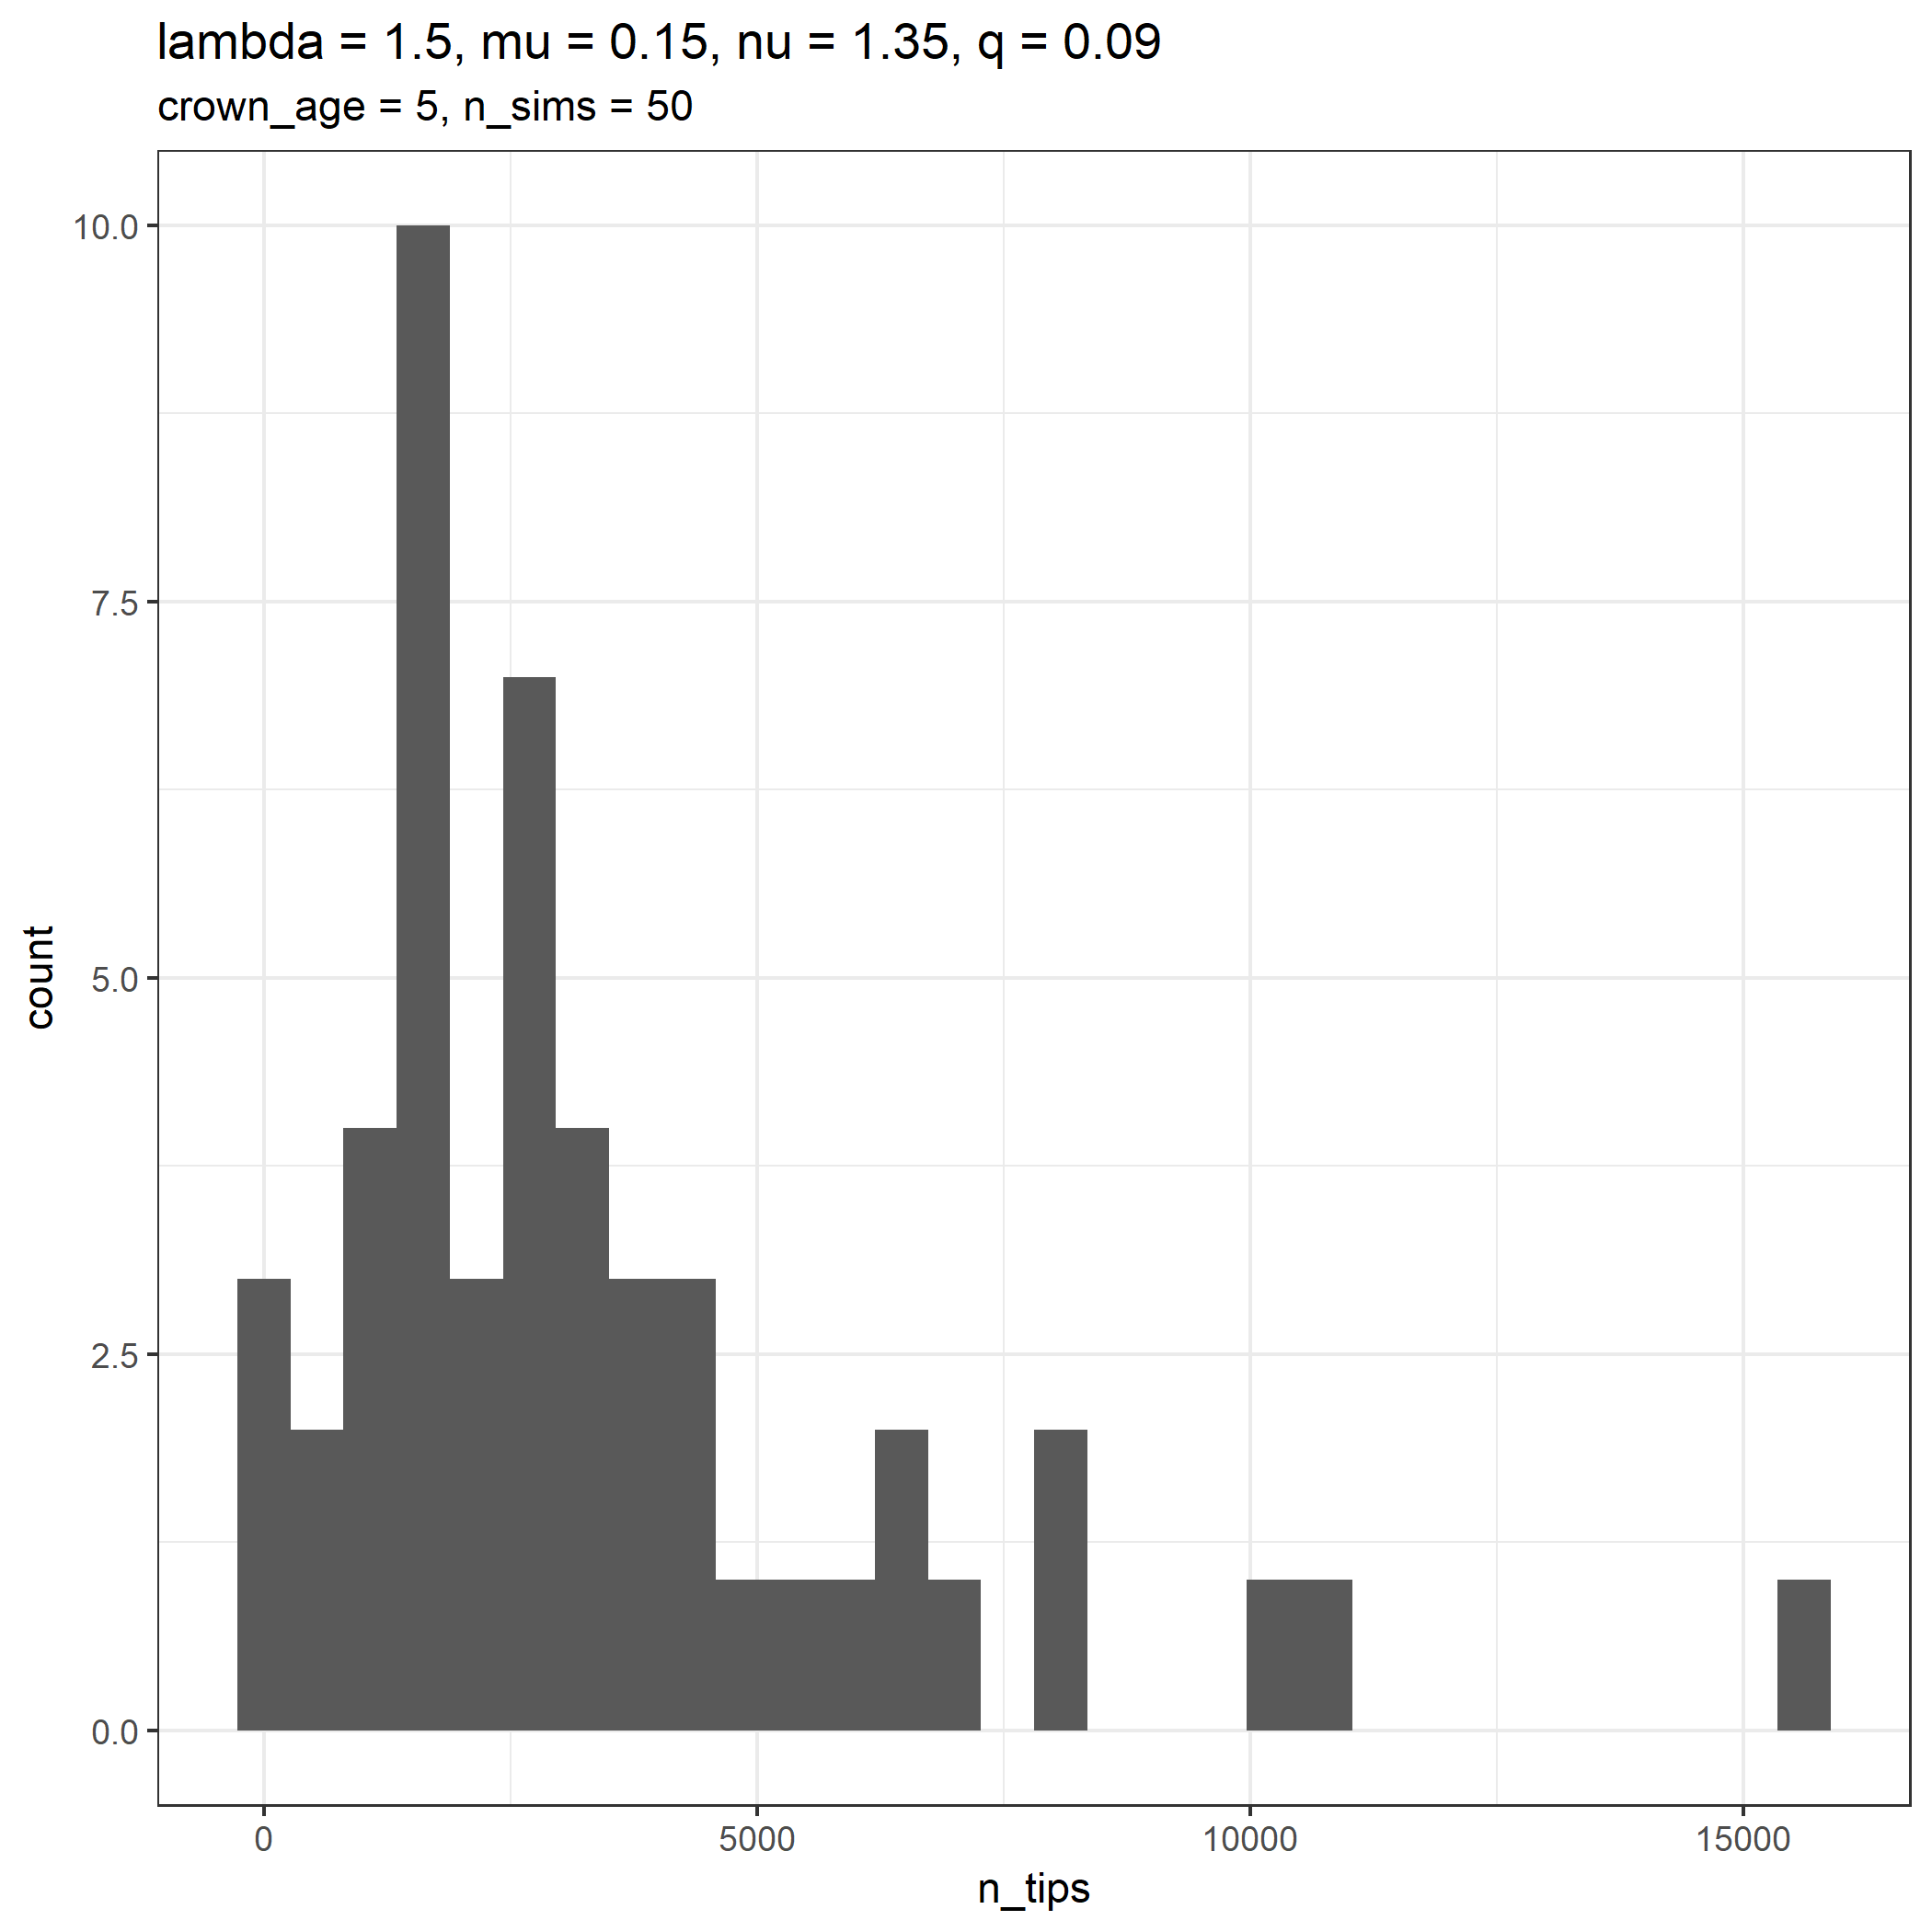 lambda = 1.5, mu = 0.15, nu = 1.35, q = 0.09
crown_age = 5, n_sims = 50
10.0
7.5
5.0
2.5
0.0
count
0
5000
10000
15000
n_tips